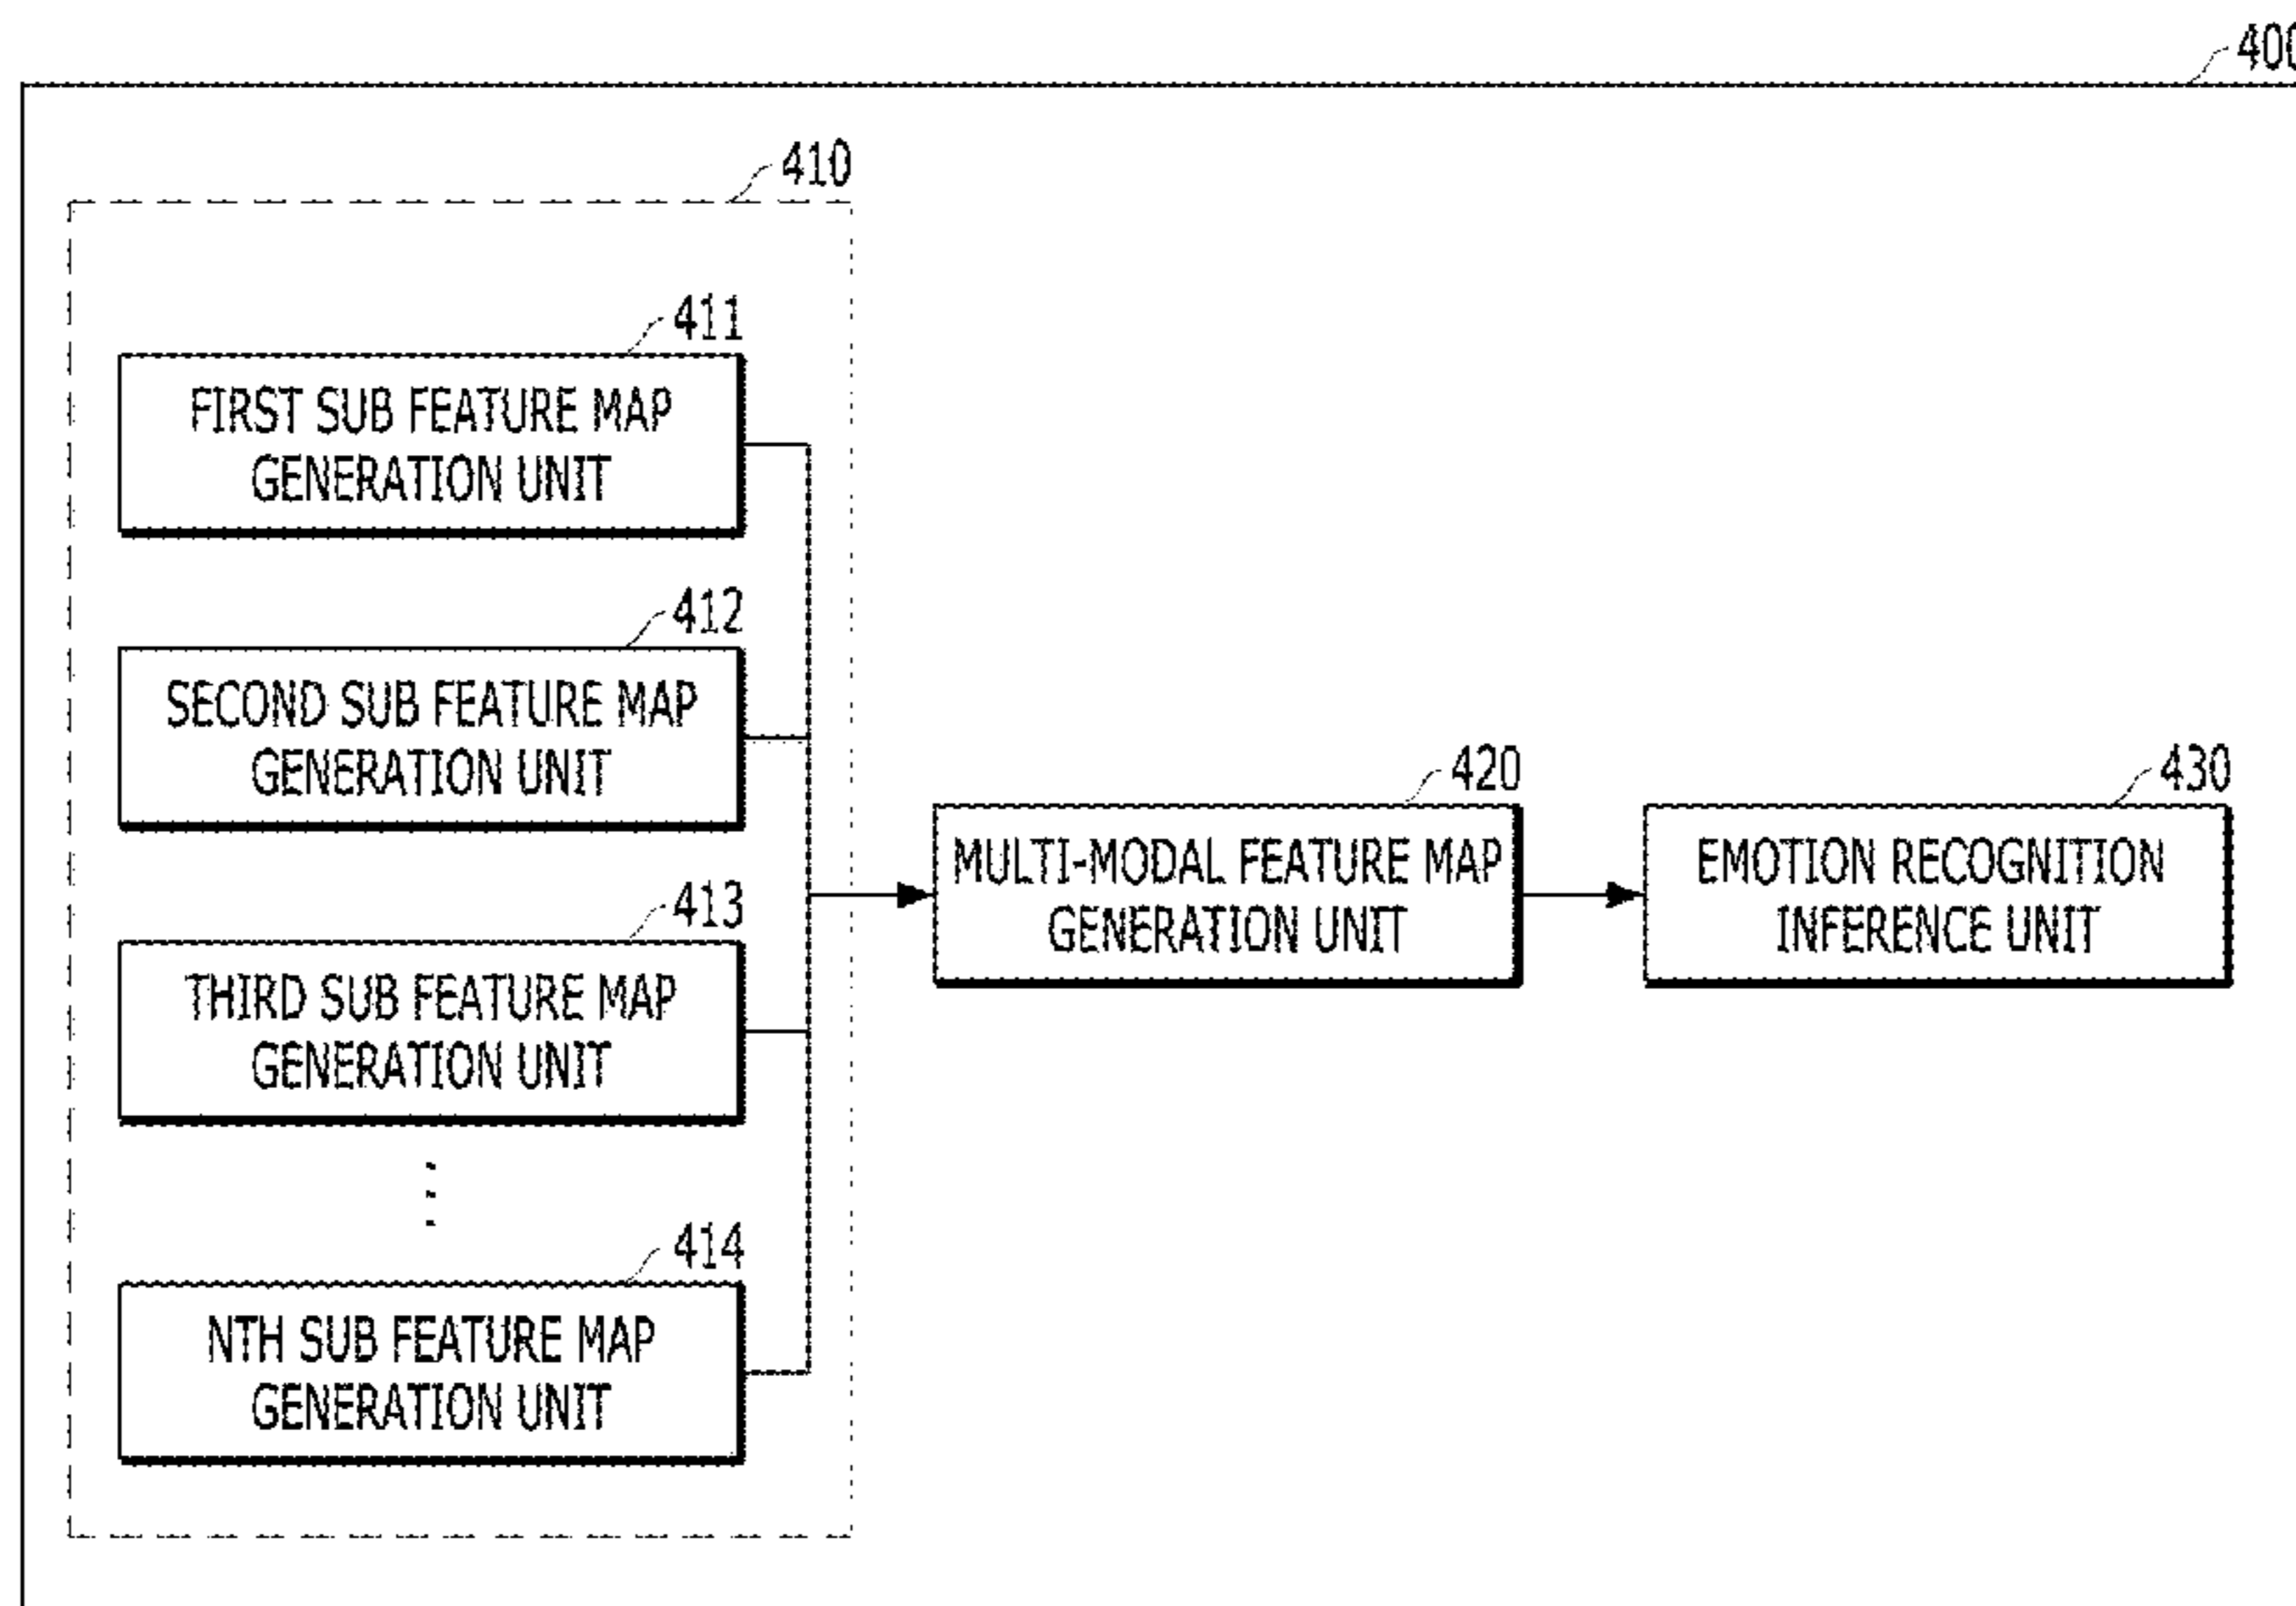 400
410
411
FIRST SUB FEATURE MAP
GENERATION UNIT
412
SECOND SUB FEATURE MAP
GENERATION UNIT
413
THIRD SUB FEATURE MAP
GENERATION UNIT
414
NTH SUB FEATURE MAP
GENERATION UNIT
420
MULTI-MODAL FEATURE MAP
GENERATION UNIT
430
EMOTION RECOGNITION
INFERENCE UNIT